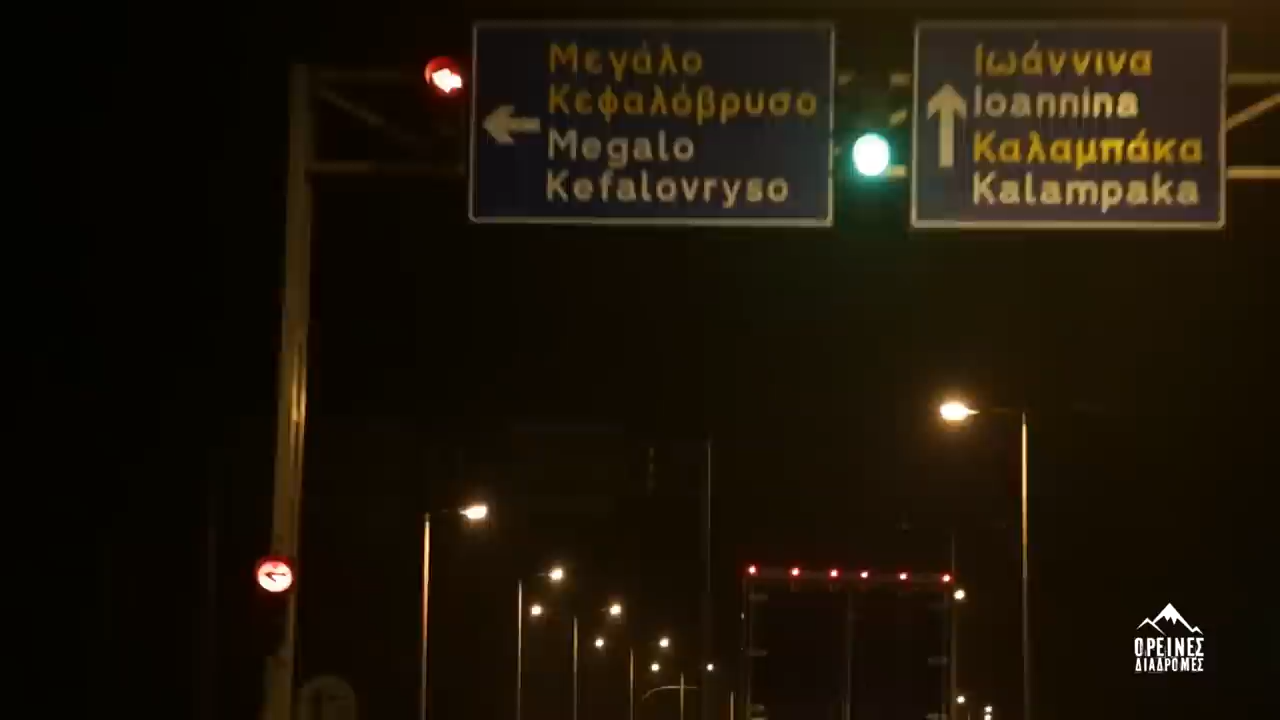 Μεγάλο
Κεφαλόβρυσο
Megalo
Kefalovryso
Ιωάννινα
Ioannina
Καλαμπάκα
Kalampaka
ΟΡΕΙΝΕΣ
ΔΙΑΔΡΟΜΕΣ